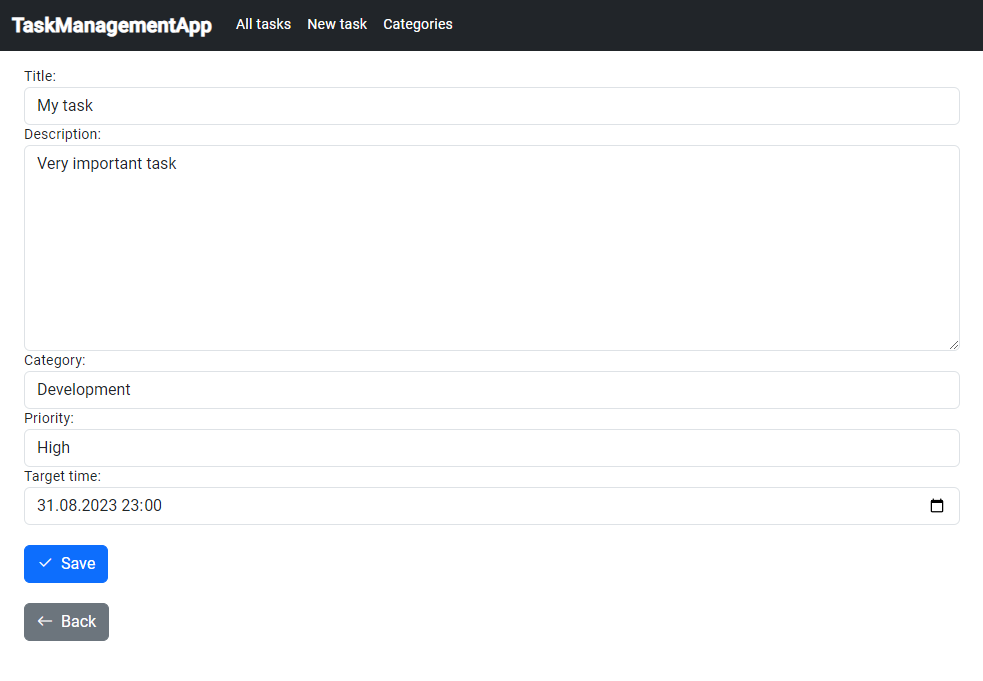 TaskManagementApp All tasks New task Categories
Title:
My task
Description:
Very important task
Category:
Development
Priority:
High
Target time:
31.08.2023 23:00
Save
Back